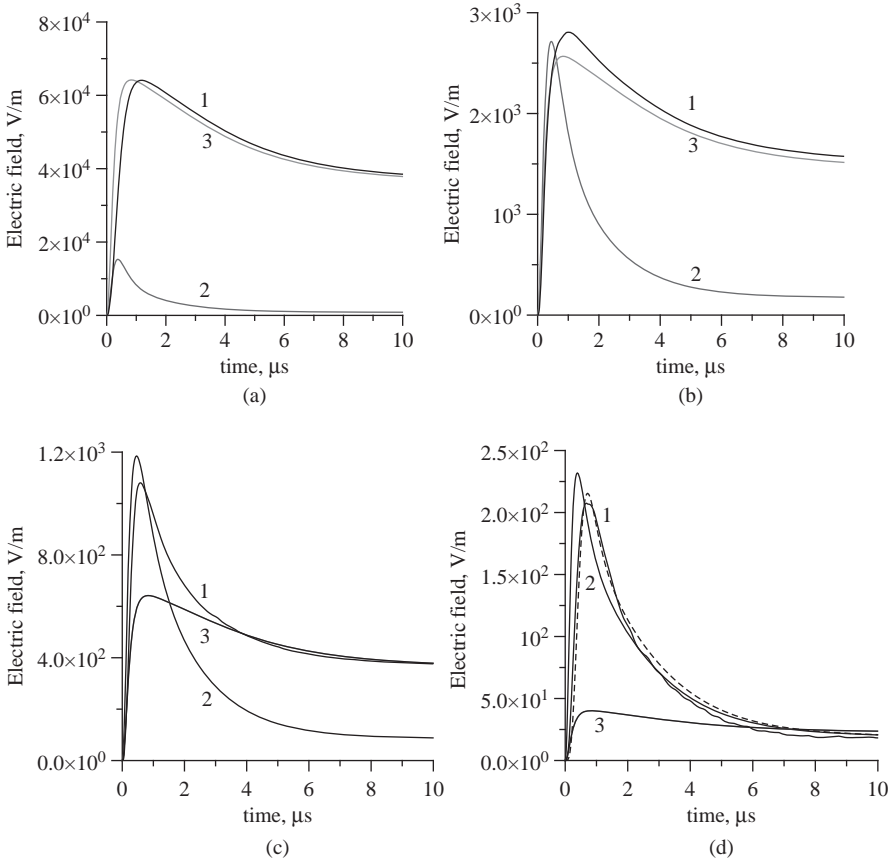 8×10⁴
6×10⁴
4×10⁴
2×10⁴
0×10⁰
Electric field, V/m
1
3
2
0 2 4 6 8 10
time, μs
(a)
3×10³
2×10³
1×10³
0×10⁰
Electric field, V/m
1
3
2
0 2 4 6 8 10
time, μs
(b)
1.2×10³
8.0×10²
4.0×10²
0.0×10⁰
Electric field, V/m
1
3
2
0 2 4 6 8 10
time, μs
(c)
2.5×10²
2.0×10²
1.5×10²
1×10²
5.0×10¹
0.0×10⁰
Electric field, V/m
1
2
3
0 2 4 6 8 10
time, μs
(d)